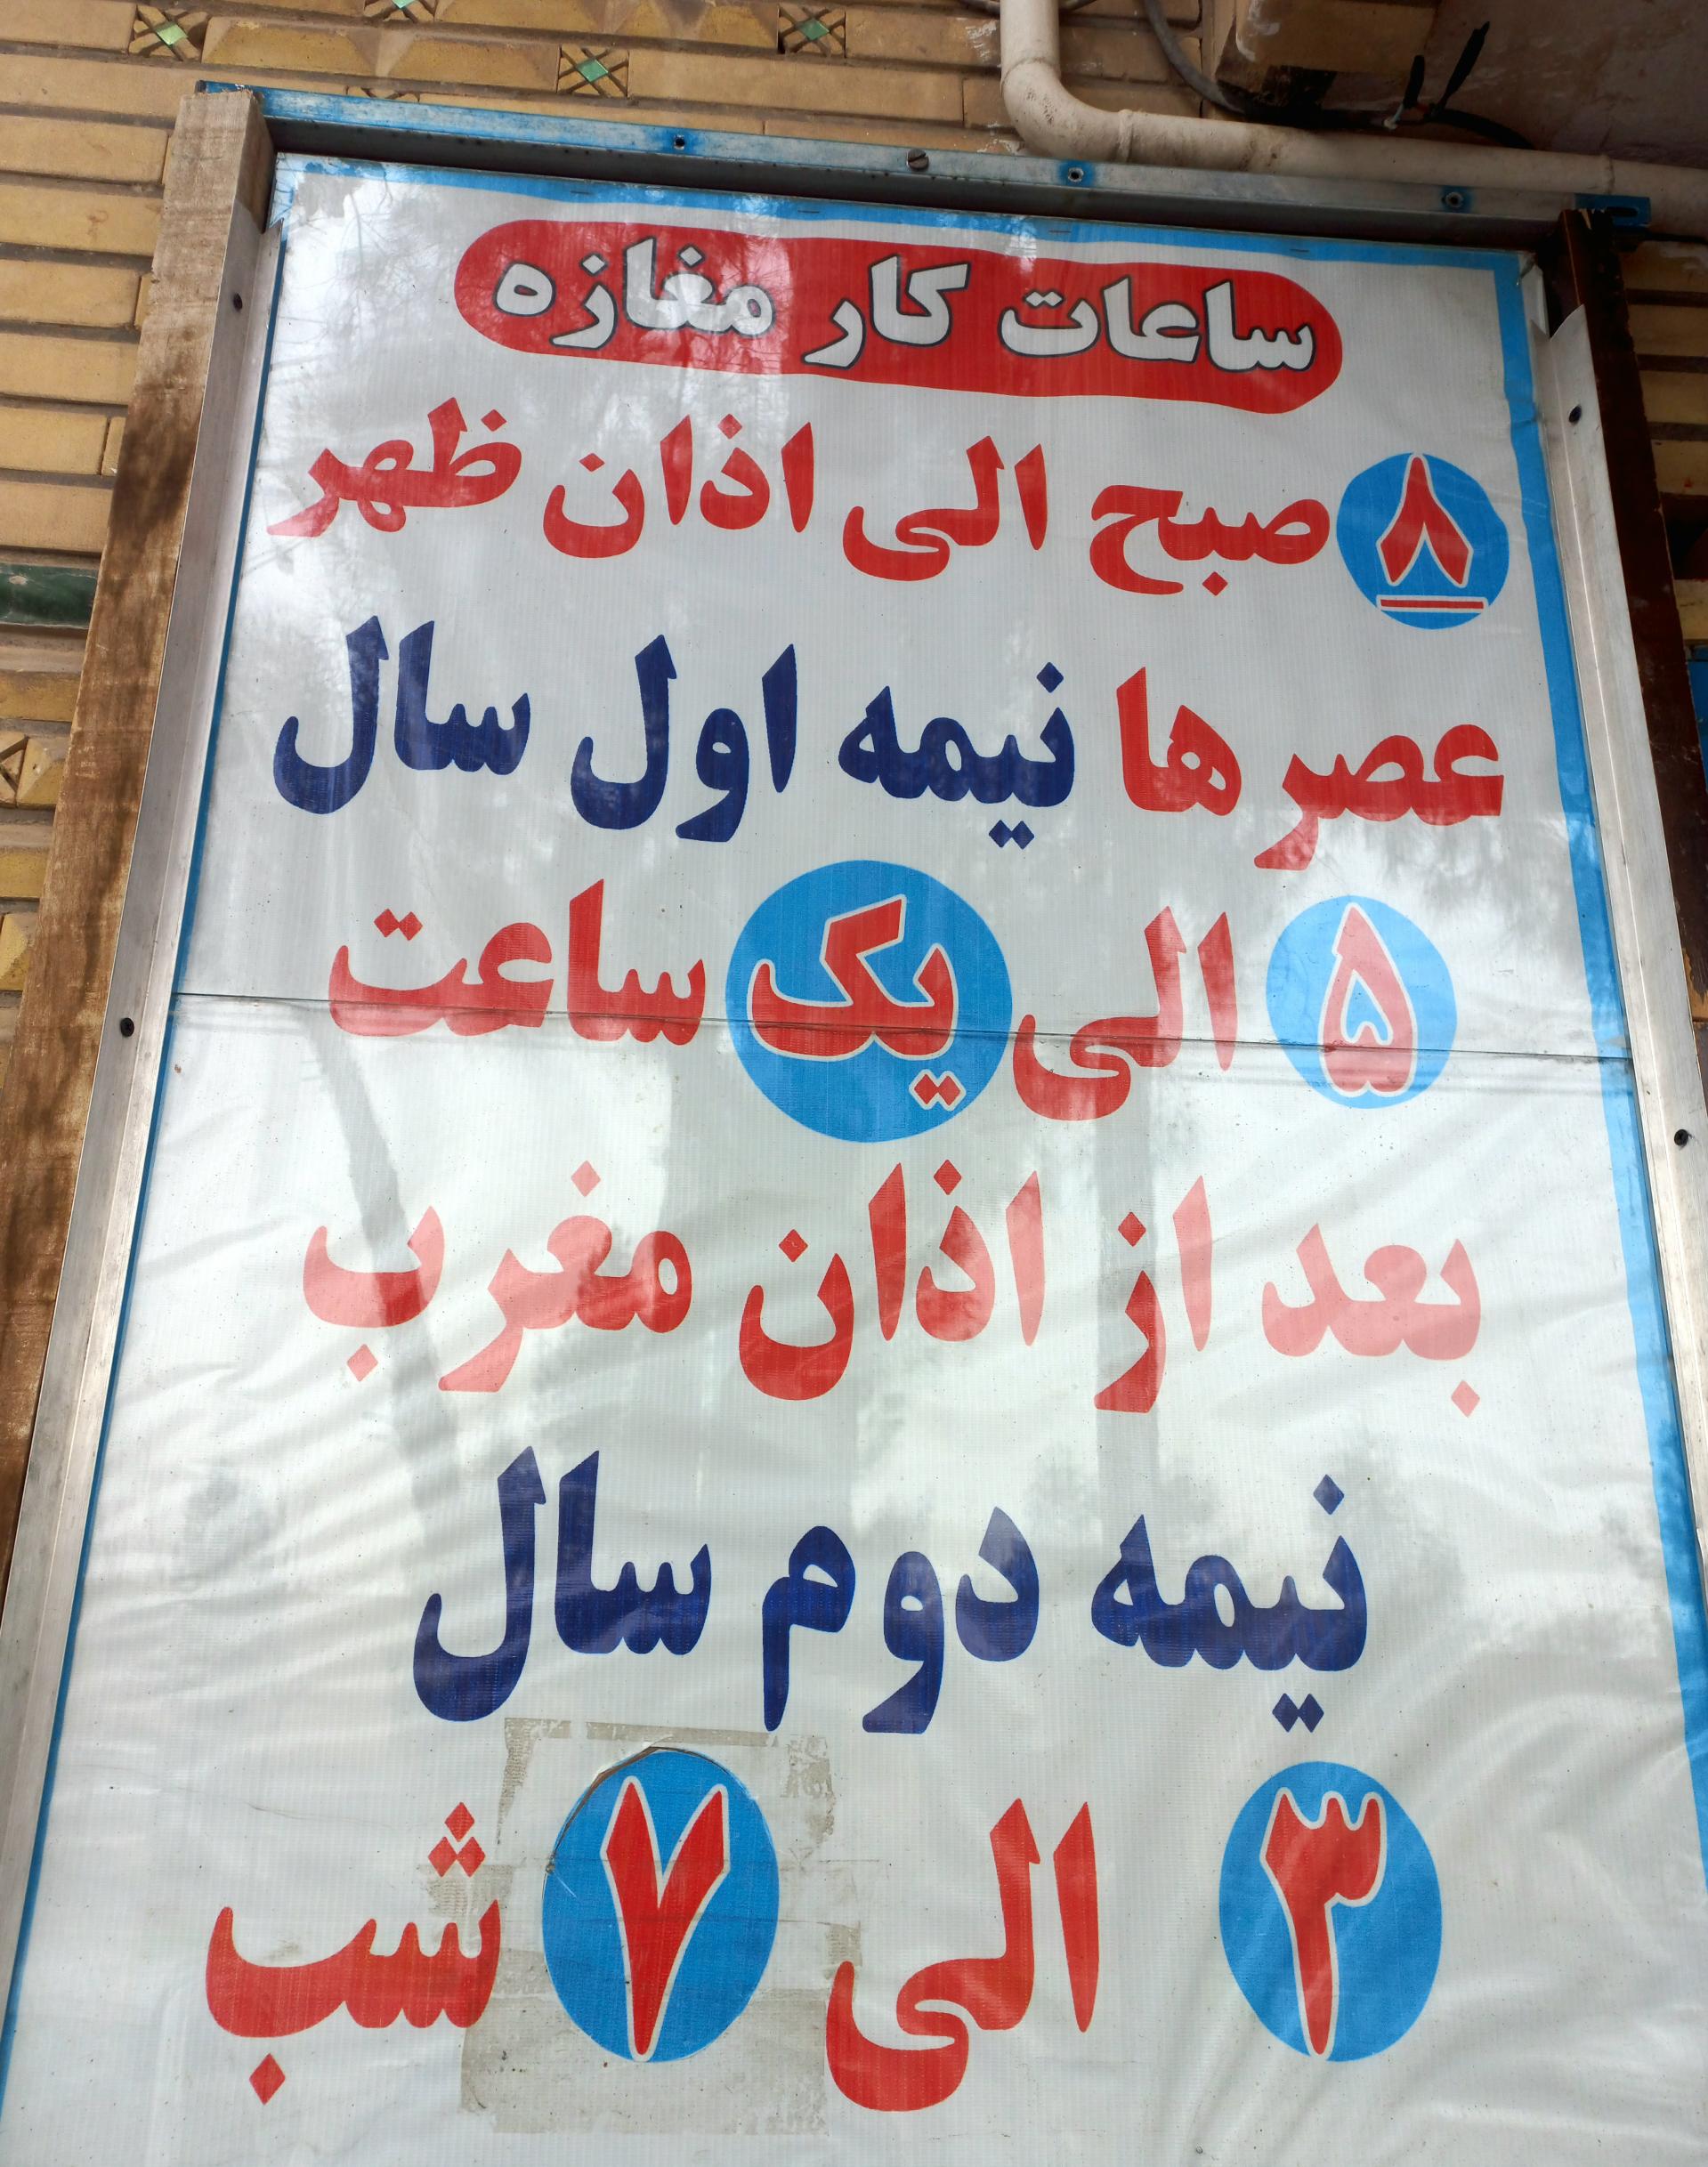 ساعات کار مغازه
۸ صبح الی اذان ظهر
عصر ها نیمه اول سال
۵ الی یک ساعت
بعد از اذان مغرب
نیمه دوم سال
۳ الی ۷ شب